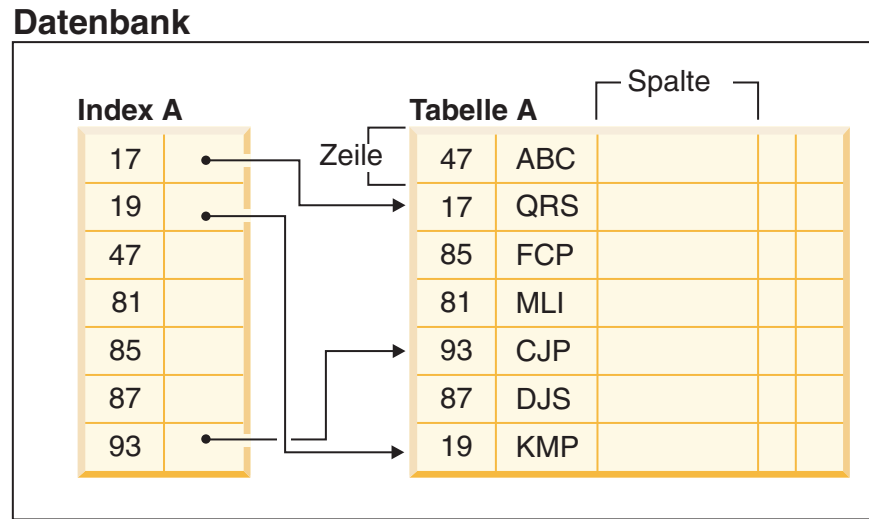 Datenbank
Spalte
Index A
Tabelle A
Zeile
17
19
47
81
85
87
93
47 ABC
17 QRS
85 FCP
81 MLI
93 CJP
87 DJS
19 KMP